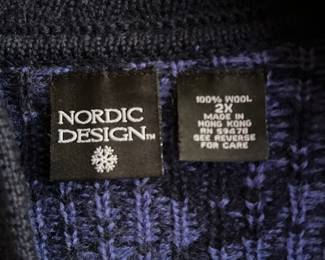 NORDIC
DESIGN™
100% WOOL
2X
MADE IN
HONG KONG
RN 59478
SEE REVERSE
FOR CARE